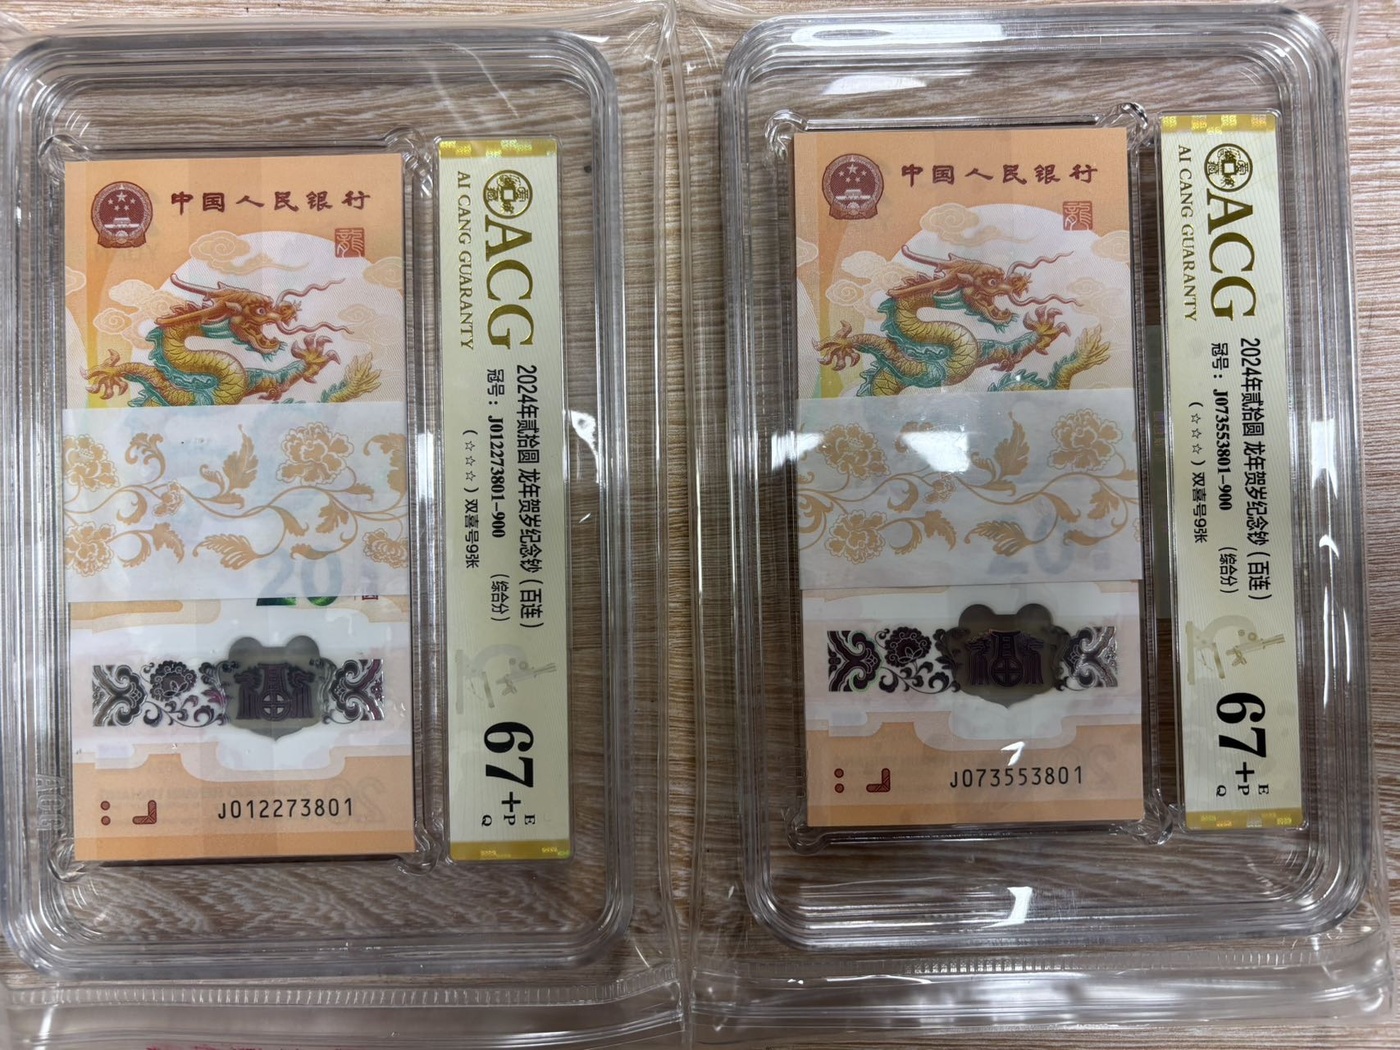 中国人民银行
龍
20
J012273801
ACG
AI CANG GUARANTY
2024年贰拾圆 龙年贺岁纪念钞（百连）
冠号：J012273801-900 （综合分）
（☆☆☆）双喜号9张
67+E
P
Q
中国人民银行
龍
20
J073553801
ACG
AI CANG GUARANTY
2024年贰拾圆 龙年贺岁纪念钞（百连）
冠号：J073553801-900 （综合分）
（☆☆☆）双喜号9张
67+E
P
Q